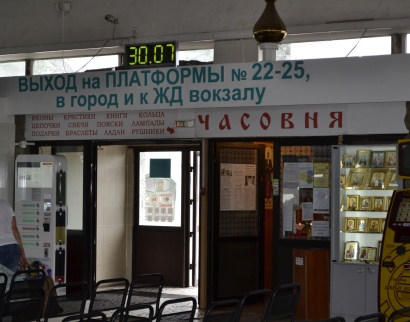 30.07
ВЫХОД на ПЛАТФОРМЫ № 22-25,
в город и к ЖД вокзалу
ИКОНЫ КРЕСТИКИ КНИГИ КОЛЬЦА
ЦЕПОЧКИ СВЕЧИ ПОЯСКИ ЛАМПАДЫ
ПОДАРКИ БРАСЛЕТЫ ЛАДАН РУШНИКИ
ЧАСОВНЯ